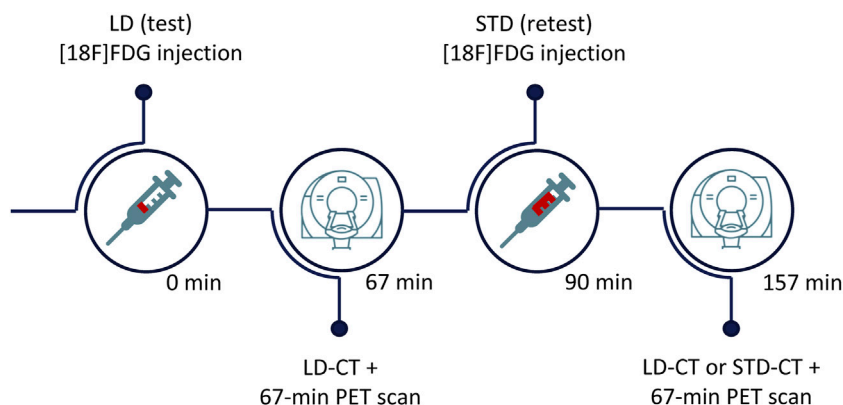 LD (test)
[18F]FDG injection
STD (retest)
[18F]FDG injection
0 min
67 min
90 min
157 min
LD-CT +
67-min PET scan
LD-CT or STD-CT +
67-min PET scan